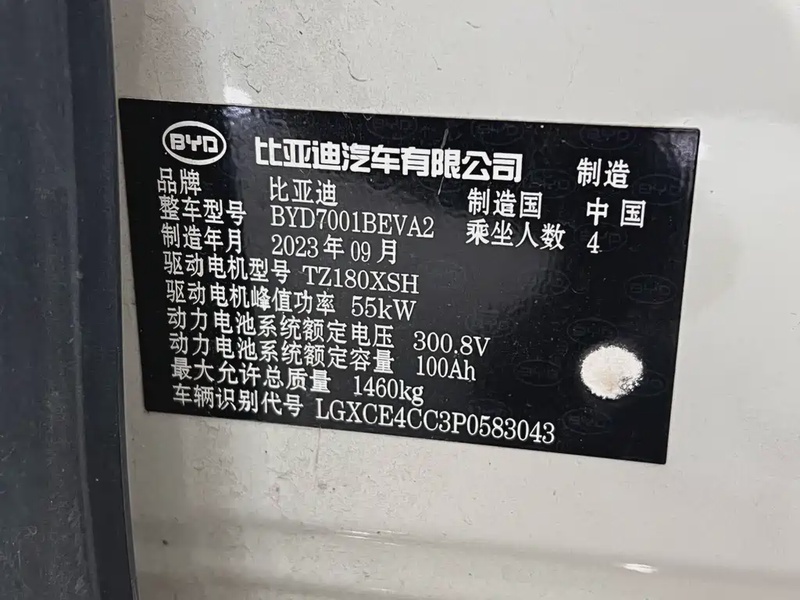 BYD 比亚迪汽车有限公司 制造
品牌 比亚迪 制造国 中国
整车型号 BYD7001BEVA2 乘坐人数 4
制造年月 2023年09月
驱动电机型号 TZ180XSH
驱动电机峰值功率 55kW
动力电池系统额定电压 300.8V
动力电池系统额定容量 100Ah
最大允许总质量 1460kg
车辆识别代号 LGXCE4CC3P0583043